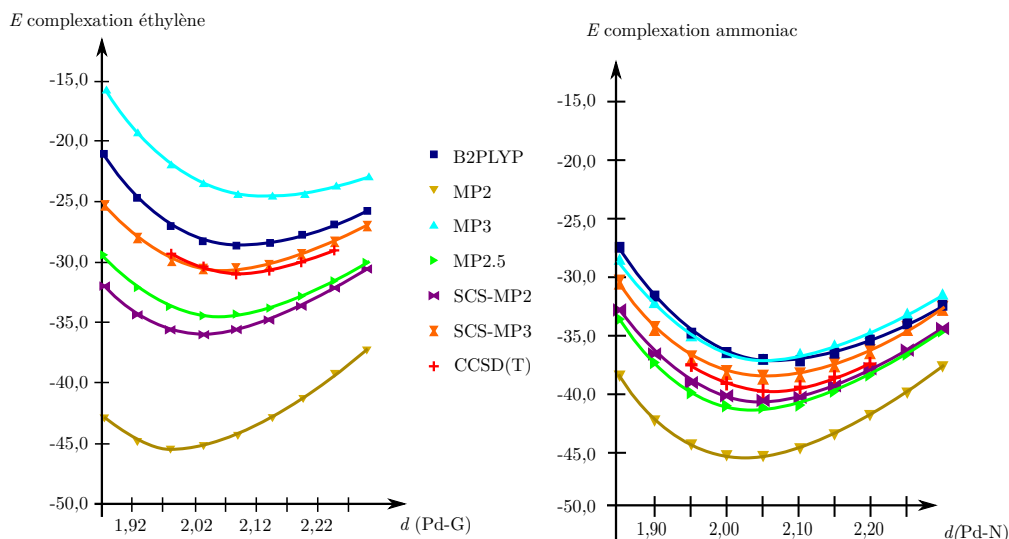 E complexation éthylène
-15,0
-20,0
-25,0
-30,0
-35,0
-40,0
-45,0
-50,0
1,92 2,02 2,12 2,22
d (Pd-G)
B2PLYP
MP2
MP3
MP2.5
SCS-MP2
SCS-MP3
CCSD(T)
E complexation ammoniac
-15,0
-20,0
-25,0
-30,0
-35,0
-40,0
-45,0
-50,0
1,90 2,00 2,10 2,20
d(Pd-N)